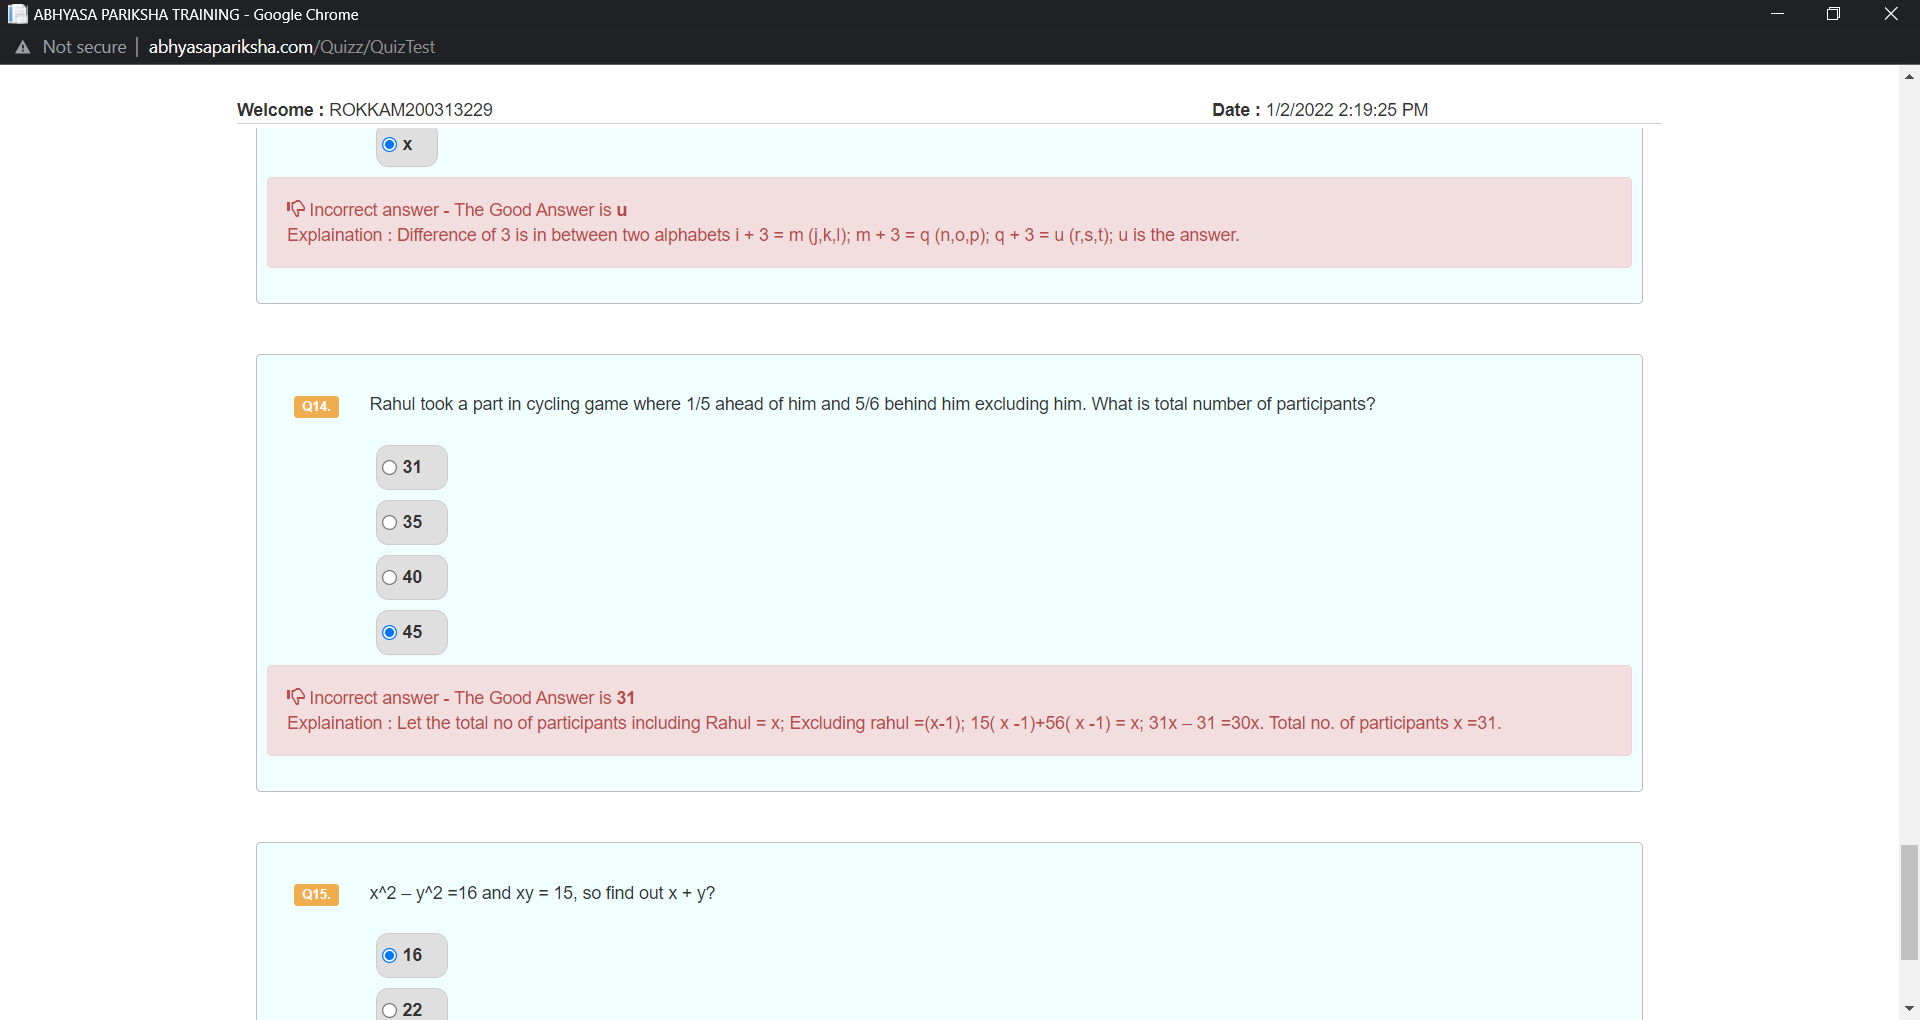 ABHYASA PARIKSHA TRAINING - Google Chrome
Not secure | abhyasapariksha.com/Quizz/QuizTest
Welcome : ROKKAM200313229 Date : 1/2/2022 2:19:25 PM
x
Incorrect answer - The Good Answer is u
Explaination : Difference of 3 is in between two alphabets i + 3 = m (j,k,l); m + 3 = q (n,o,p); q + 3 = u (r,s,t); u is the answer.
Q14. Rahul took a part in cycling game where 1/5 ahead of him and 5/6 behind him excluding him. What is total number of participants?
31
35
40
45
Incorrect answer - The Good Answer is 31
Explaination : Let the total no of participants including Rahul = x; Excluding rahul =(x-1); 15( x -1)+56( x -1) = x; 31x – 31 =30x. Total no. of participants x =31.
Q15. x^2 – y^2 =16 and xy = 15, so find out x + y?
16
22